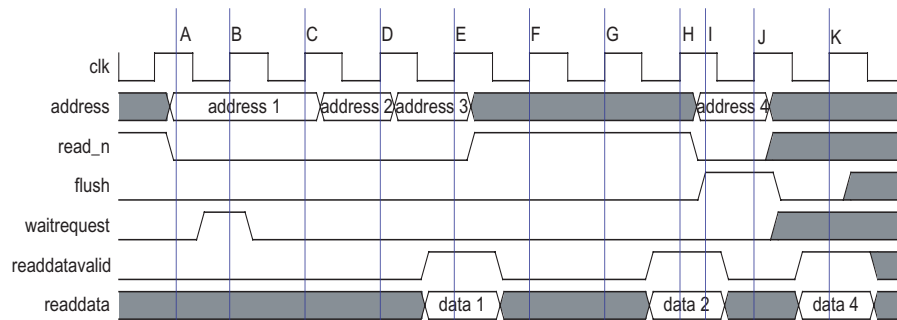 A B C D E F G H I J K
clk
address address 1 address 2 address 3 address 4
read_n
flush
waitrequest
readdatavalid
readdata data 1 data 2 data 4